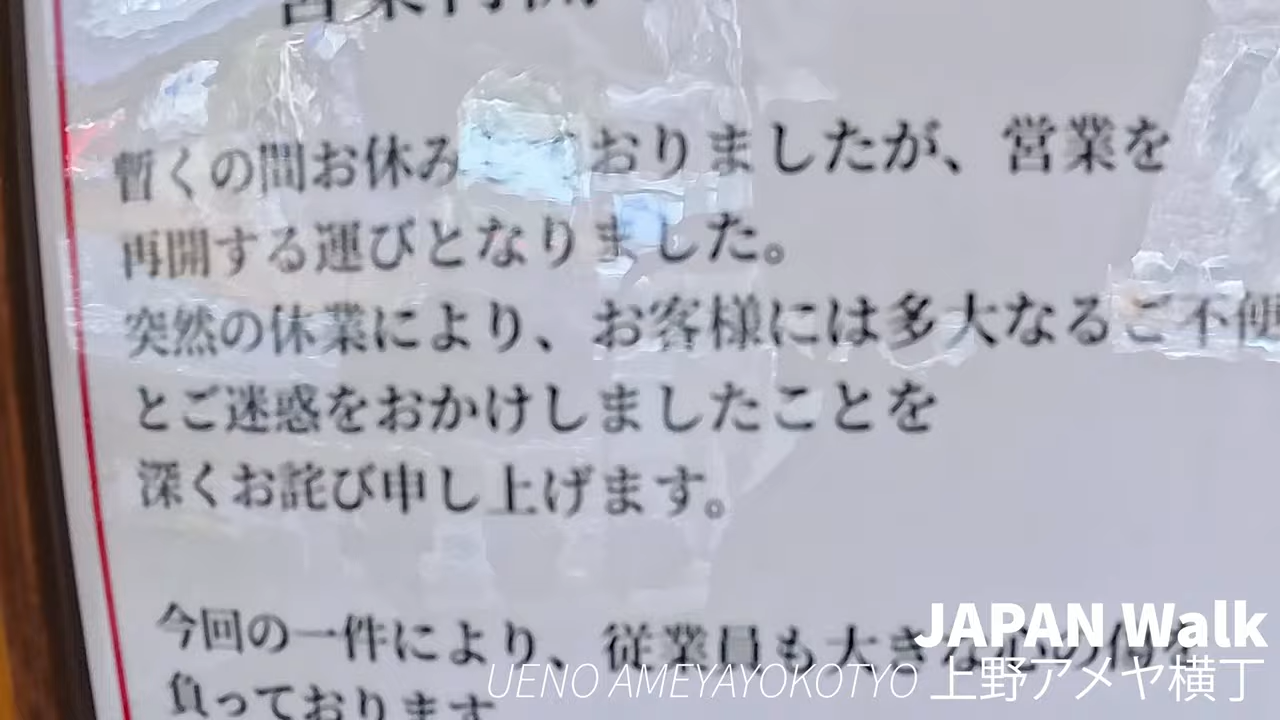 暫くの間お休み おりましたが、営業を
再開する運びとなりました。
突然の休業により、お客様には多大なるご不便
とご迷惑をおかけしましたことを
深くお詫び申し上げます。
今回の一件により、従業員も大きな心の傷を
負っております
JAPAN Walk
UENO AMEYAYOKOTYO 上野アメヤ横丁